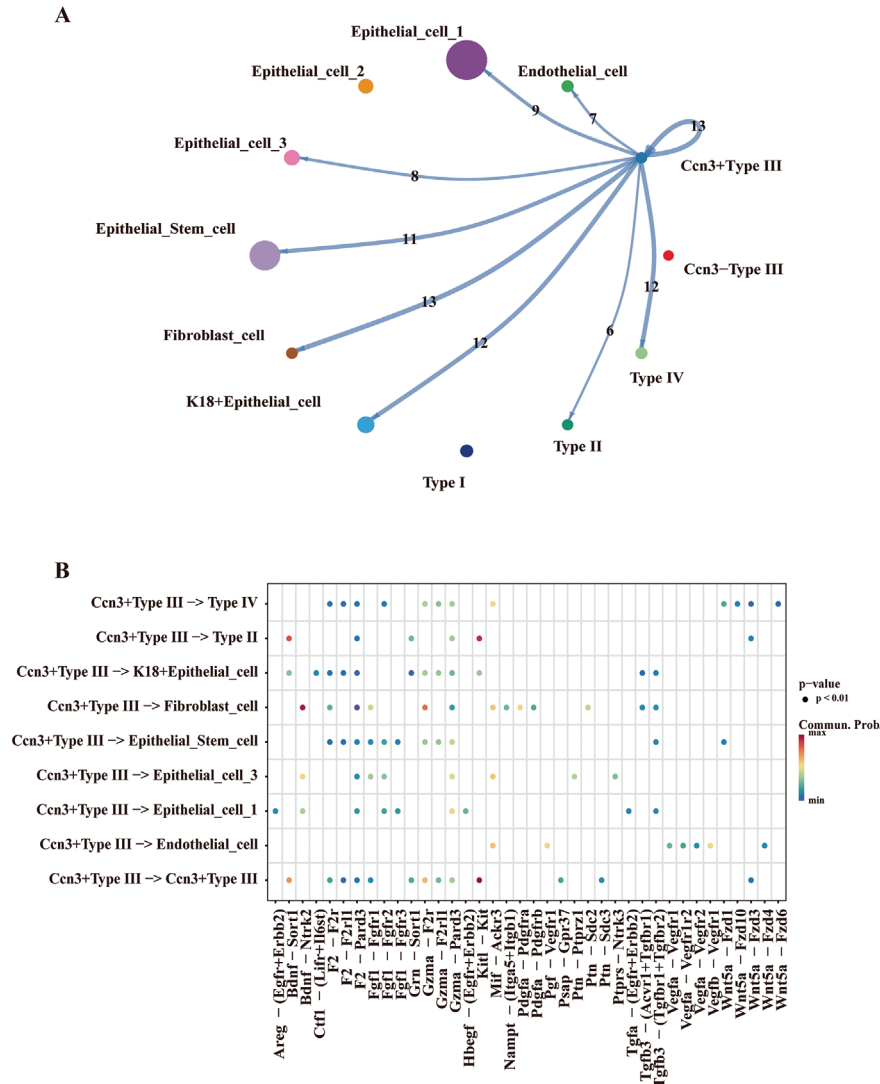 A
Epithelial_cell_1
Epithelial_cell_2
Endothelial_cell
9
7
13
Epithelial_cell_3
Ccn3+Type III
8
Epithelial_Stem_cell
11
Ccn3−Type III
13
12
Fibroblast_cell
12
6
Type IV
K18+Epithelial_cell
Type II
Type I
B
Ccn3+Type III −> Type IV
Ccn3+Type III −> Type II
Ccn3+Type III −> K18+Epithelial_cell
Ccn3+Type III −> Fibroblast_cell
Ccn3+Type III −> Epithelial_Stem_cell
Ccn3+Type III −> Epithelial_cell_3
Ccn3+Type III −> Epithelial_cell_1
Ccn3+Type III −> Endothelial_cell
Ccn3+Type III −> Ccn3+Type III
p−value
p < 0.01
Commun. Prob.
max
min
Areg − (Egfr+Erbb2)
Bdnf − Sort1
Bdnf − Ntrk2
Ctf1 − (Lifr+Il6st)
F2 − F2r
F2 − F2rl1
F2 − Pard3
Fgf1 − Fgfr1
Fgf1 − Fgfr2
Fgf1 − Fgfr3
Grn − Sort1
Gzma − F2r
Gzma − F2rl1
Gzma − Pard3
Hbegf − (Egfr+Erbb2)
Kitl − Kit
Mif − Ackr3
Nampt − (Itga5+Itgb1)
Pdgfa − Pdgfra
Pdgfa − Pdgfrb
Pgf − Vegfr1
Psap − Gpr37
Ptn − Ptprz1
Ptn − Sdc2
Ptn − Sdc3
Ptprs − Ntrk3
Tgfa − (Egfr+Erbb2)
Tgfb3 − (Acvr1+Tgfbr1)
Tgfb3 − (Tgfbr1+Tgfbr2)
Vegfa − Vegfr1
Vegfa − Vegfr1r2
Vegfa − Vegfr2
Vegfb − Vegfr1
Wnt5a − Fzd1
Wnt5a − Fzd10
Wnt5a − Fzd3
Wnt5a − Fzd4
Wnt5a − Fzd6